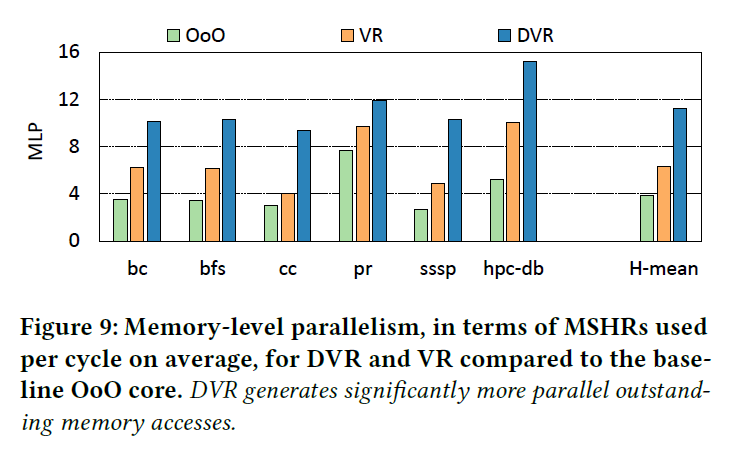 OoO VR DVR
16
12
8
4
0
MLP
bc bfs cc pr sssp hpc-db H-mean
Figure 9: Memory-level parallelism, in terms of MSHRs used
per cycle on average, for DVR and VR compared to the base-
line OoO core. DVR generates significantly more parallel outstand-
ing memory accesses.